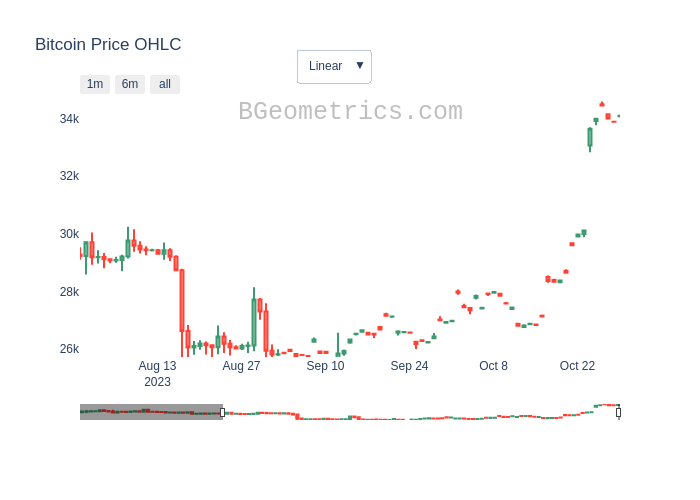 Bitcoin Price OHLC
Linear ▼
1m 6m all
BGeometrics.com
34k
32k
30k
28k
26k
Aug 13 Aug 27 Sep 10 Sep 24 Oct 8 Oct 22
2023